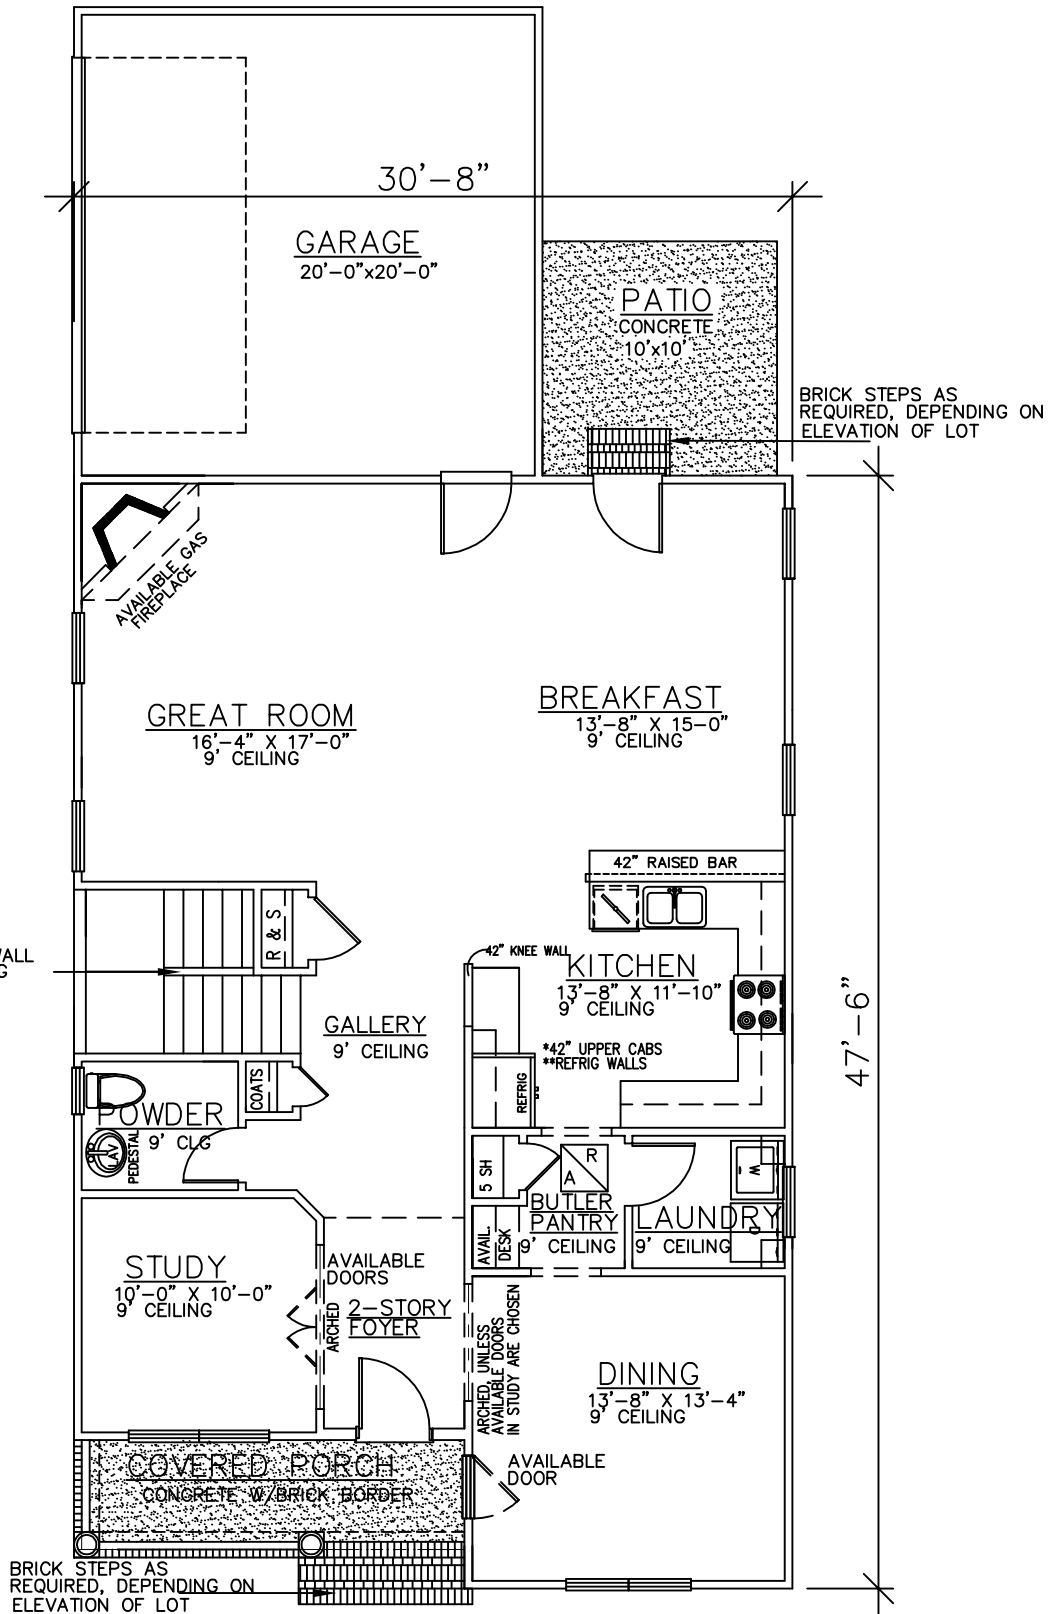 30'-8"
GARAGE
20'-0"x20'-0"
PATIO
CONCRETE
10'x10'
BRICK STEPS AS
REQUIRED, DEPENDING ON
ELEVATION OF LOT
AVAILABLE GAS
FIREPLACE
GREAT ROOM
16'-4" X 17'-0"
9' CEILING
BREAKFAST
13'-8" X 15-0"
9' CEILING
42" RAISED BAR
R & S
WALL
G
42" KNEE WALL
KITCHEN
13'-8" X 11'-10"
9' CEILING
*42" UPPER CABS
**REFRIG WALLS
REFRIG
47'-6"
GALLERY
9' CEILING
COATS
POWDER
9' CLG
LAV
PEDESTAL
5 SH
R
A
BUTLER
PANTRY
9' CEILING
AVAIL.
DESK
W
LAUNDRY
9' CEILING
D
STUDY
10'-0" X 10'-0"
9' CEILING
AVAILABLE
DOORS
ARCHED
2-STORY
FOYER
ARCHED, UNLESS
AVAILABLE DOORS
IN STUDY ARE CHOSEN
DINING
13'-8" X 13'-4"
9' CEILING
AVAILABLE
DOOR
COVERED PORCH
CONCRETE W/BRICK BORDER
BRICK STEPS AS
REQUIRED, DEPENDING ON
ELEVATION OF LOT